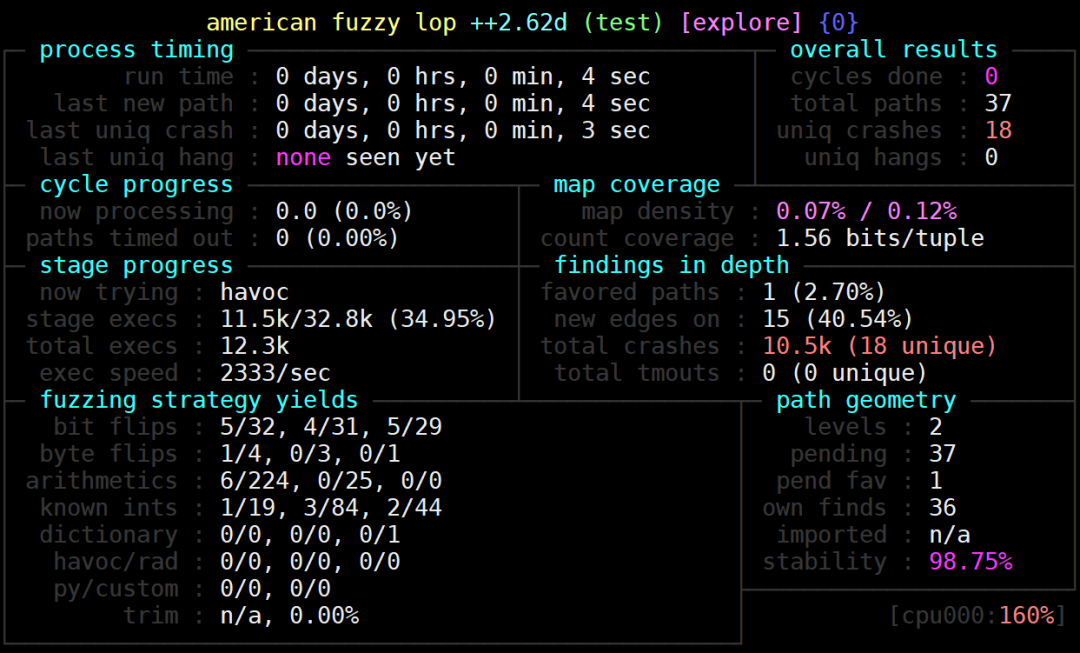 american fuzzy lop ++2.62d (test) [explore] {0}
process timing
run time : 0 days, 0 hrs, 0 min, 4 sec
last new path : 0 days, 0 hrs, 0 min, 4 sec
last uniq crash : 0 days, 0 hrs, 0 min, 3 sec
last uniq hang : none seen yet
overall results
cycles done : 0
total paths : 37
uniq crashes : 18
uniq hangs : 0
cycle progress
now processing : 0.0 (0.0%)
paths timed out : 0 (0.00%)
map coverage
map density : 0.07% / 0.12%
count coverage : 1.56 bits/tuple
stage progress
now trying : havoc
stage execs : 11.5k/32.8k (34.95%)
total execs : 12.3k
exec speed : 2333/sec
findings in depth
favored paths : 1 (2.70%)
new edges on : 15 (40.54%)
total crashes : 10.5k (18 unique)
total tmouts : 0 (0 unique)
fuzzing strategy yields
bit flips : 5/32, 4/31, 5/29
byte flips : 1/4, 0/3, 0/1
arithmetics : 6/224, 0/25, 0/0
known ints : 1/19, 3/84, 2/44
dictionary : 0/0, 0/0, 0/1
havoc/rad : 0/0, 0/0, 0/0
py/custom : 0/0, 0/0
trim : n/a, 0.00%
path geometry
levels : 2
pending : 37
pend fav : 1
own finds : 36
imported : n/a
stability : 98.75%
[cpu000:160%]